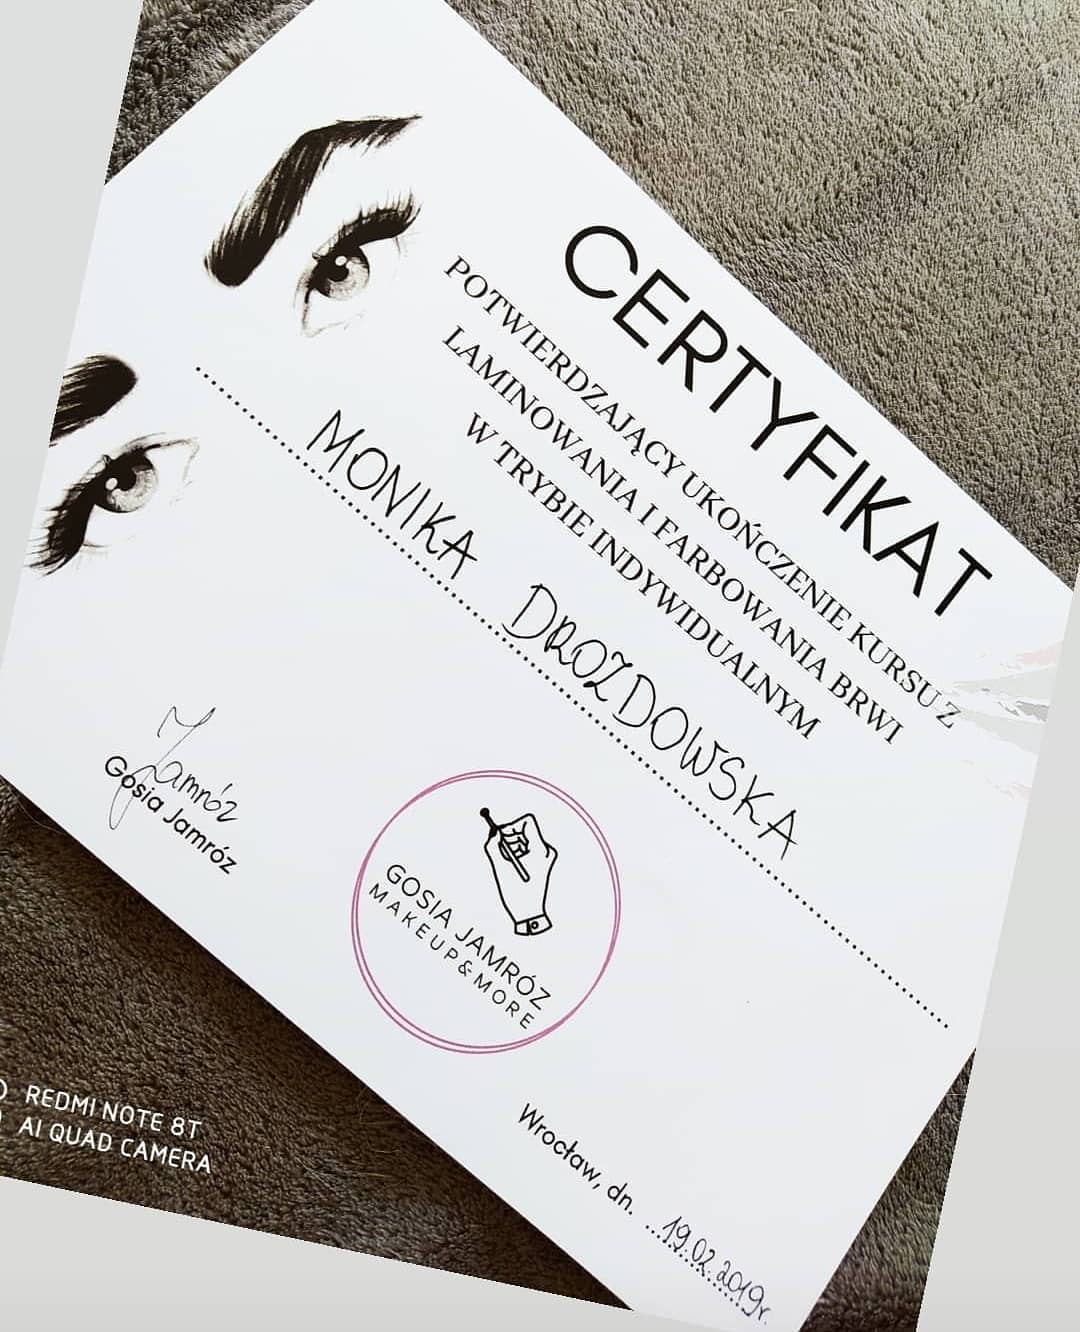 CERTYFIKAT
POTWIERDZAJĄCY UKOŃCZENIE KURSU Z
LAMINOWANIA I FARBOWANIA BRWI
W TRYBIE INDYWIDUALNYM
MONIKA DROZDOWSKA
Jamróz
Gosia Jamróz
GOSIA JAMRÓZ
MAKEUP&MORE
Wrocław, dn. 19.02.2019r.
REDMI NOTE 8T
AI QUAD CAMERA